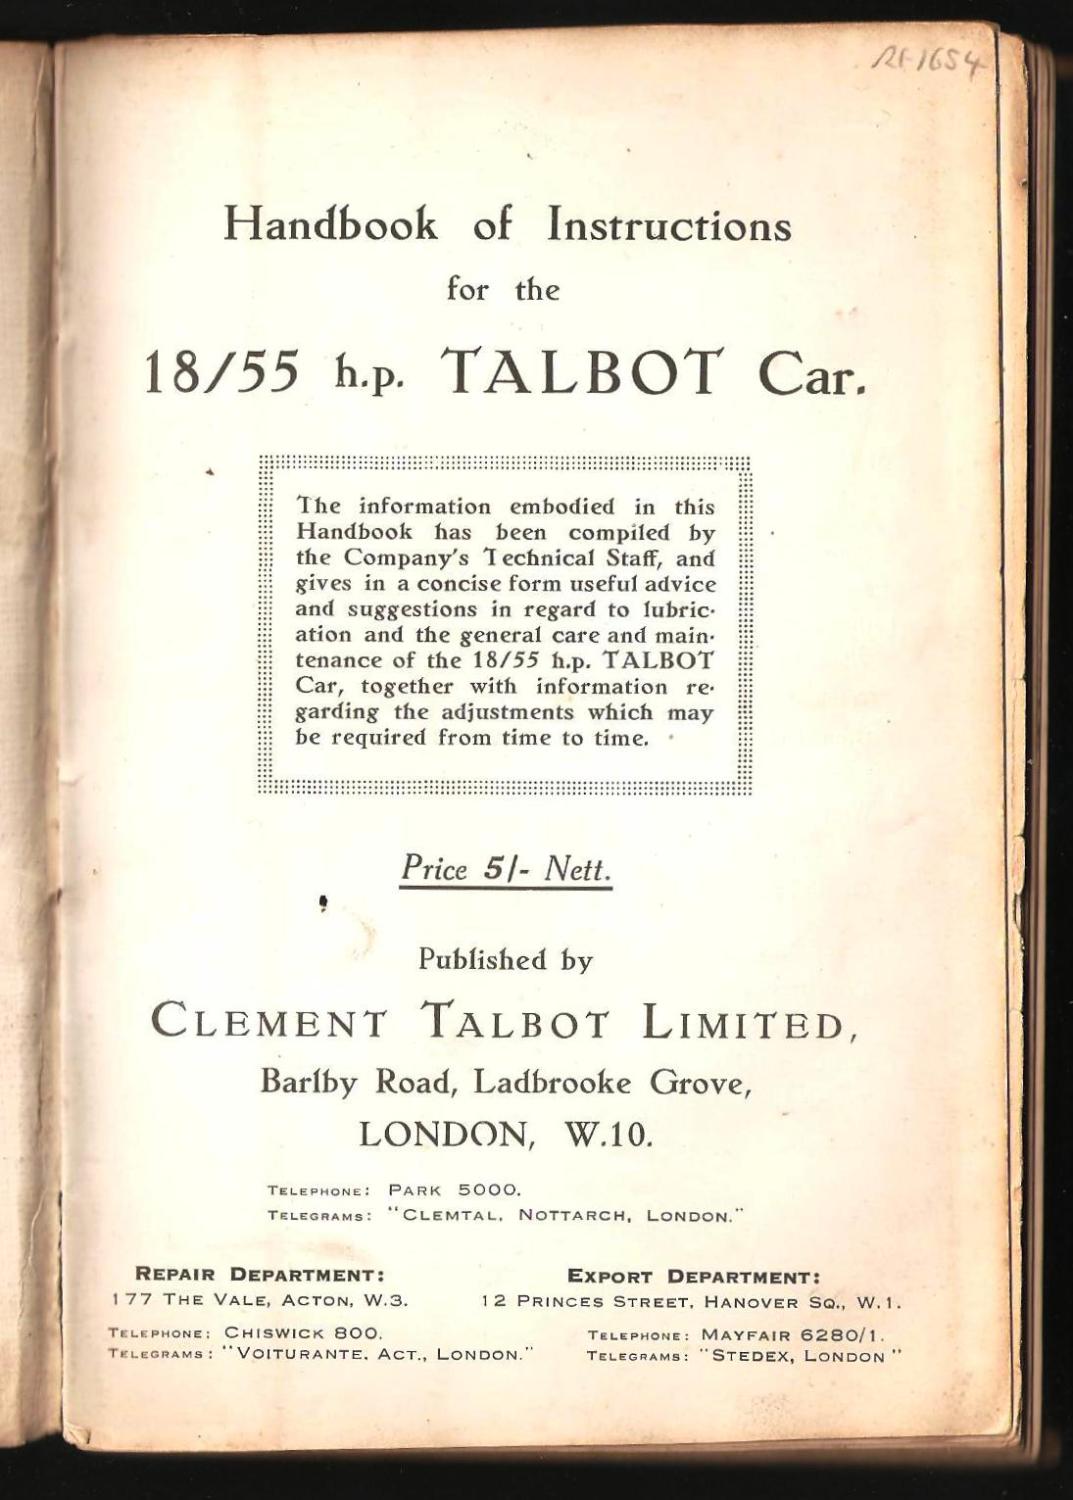 Handbook of Instructions
for the
18/55 h.p. TALBOT Car.
The information embodied in this
Handbook has been compiled by
the Company's Technical Staff, and
gives in a concise form useful advice
and suggestions in regard to lubric-
ation and the general care and main-
tenance of the 18/55 h.p. TALBOT
Car, together with information re-
garding the adjustments which may
be required from time to time.
Price 5/- Nett.
Published by
CLEMENT TALBOT LIMITED,
Barlby Road, Ladbrooke Grove,
LONDON, W.10.
TELEPHONE: PARK 5000.
TELEGRAMS: "CLEMTAL, NOTTARCH, LONDON."
REPAIR DEPARTMENT:
177 THE VALE, ACTON, W.3.
TELEPHONE: CHISWICK 800.
TELEGRAMS: "VOITURANTE, ACT., LONDON."
EXPORT DEPARTMENT:
12 PRINCES STREET, HANOVER SQ., W.1.
TELEPHONE: MAYFAIR 6280/1.
TELEGRAMS: "STEDEX, LONDON"